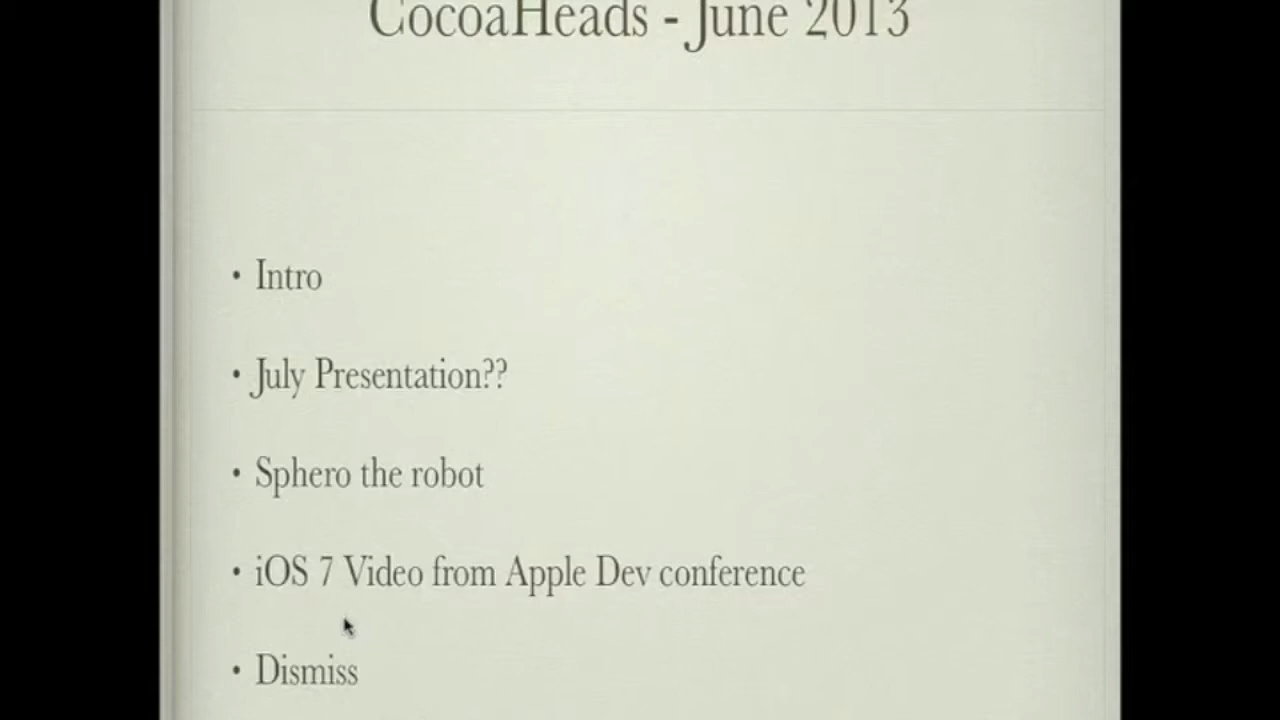 CocoaHeads - June 2013
• Intro
• July Presentation??
• Sphero the robot
• iOS 7 Video from Apple Dev conference
• Dismiss